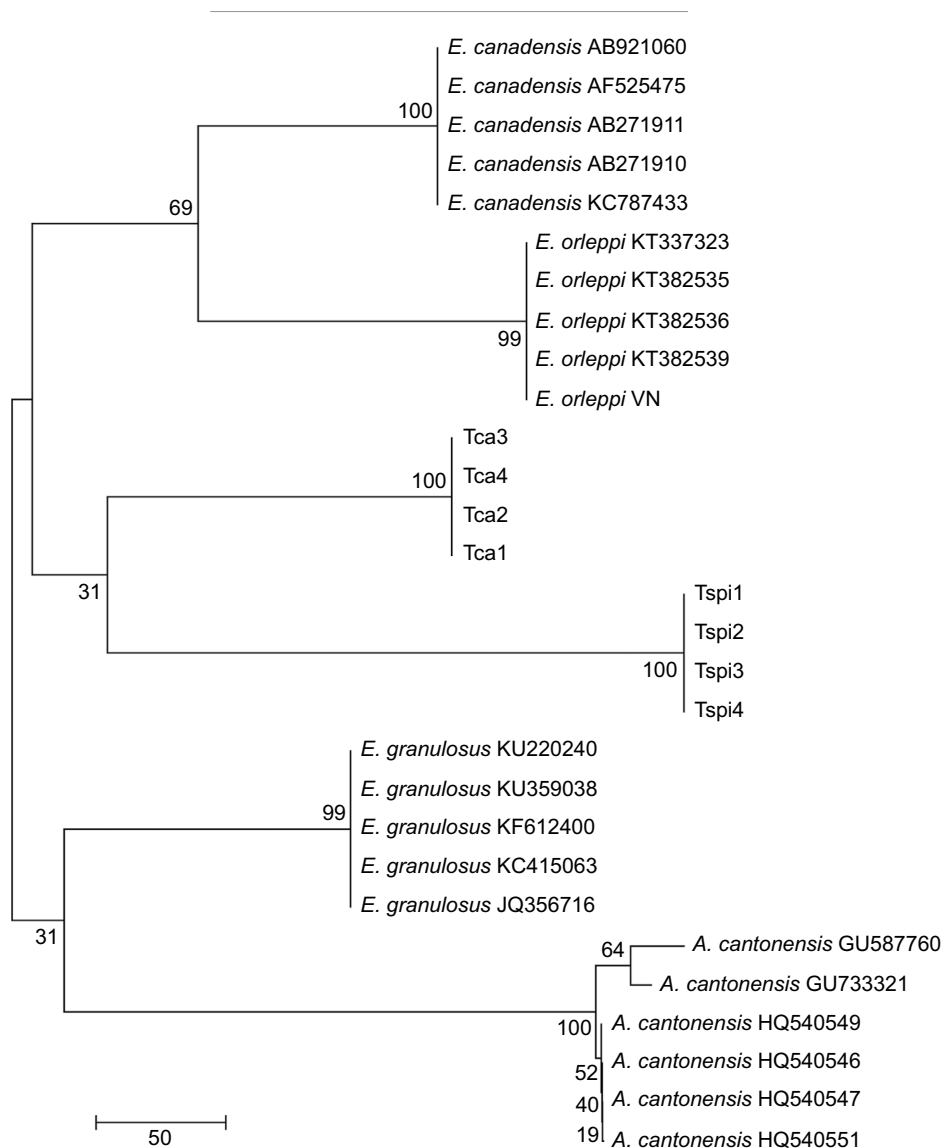 E. canadensis AB921060
E. canadensis AF525475
100
E. canadensis AB271911
E. canadensis AB271910
E. canadensis KC787433
69
E. orleppi KT337323
E. orleppi KT382535
E. orleppi KT382536
99
E. orleppi KT382539
E. orleppi VN
Tca3
Tca4
100
Tca2
Tca1
31
Tspi1
Tspi2
Tspi3
100
Tspi4
E. granulosus KU220240
E. granulosus KU359038
99
E. granulosus KF612400
E. granulosus KC415063
E. granulosus JQ356716
31
A. cantonensis GU587760
64
A. cantonensis GU733321
A. cantonensis HQ540549
100
A. cantonensis HQ540546
52
A. cantonensis HQ540547
40
19
A. cantonensis HQ540551
50